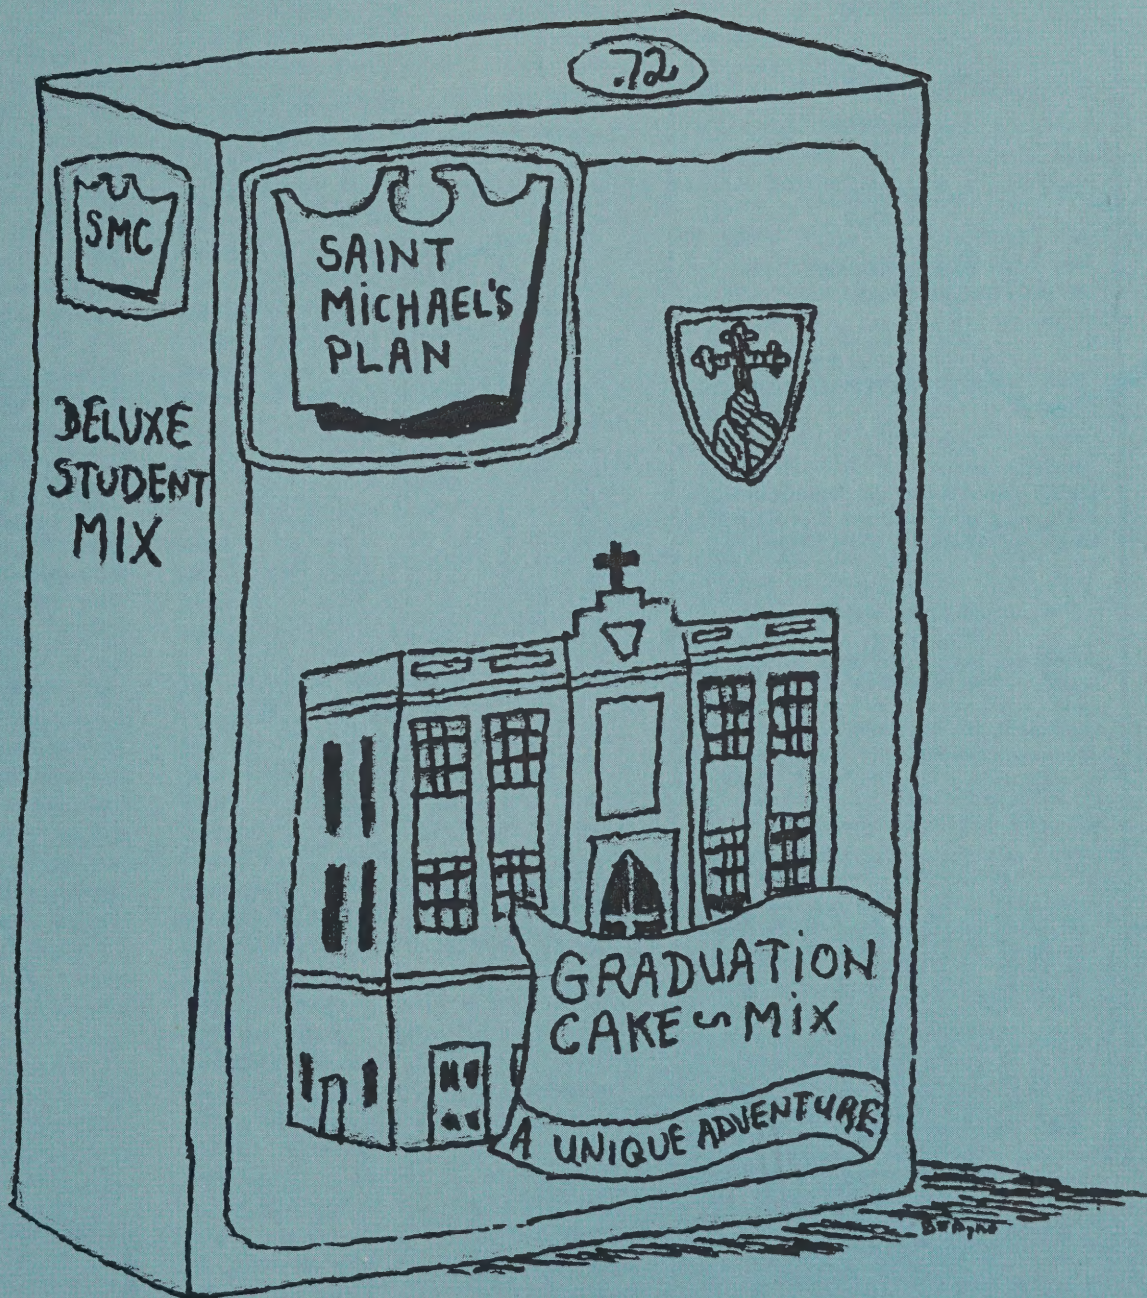 .72
SMC
SAINT
MiCHAEL'S
PLAN
DELUXE
STUDENT
MIX
GRADUATiON
CAKE ~ MiX
A UNIQUE ADVENTURE